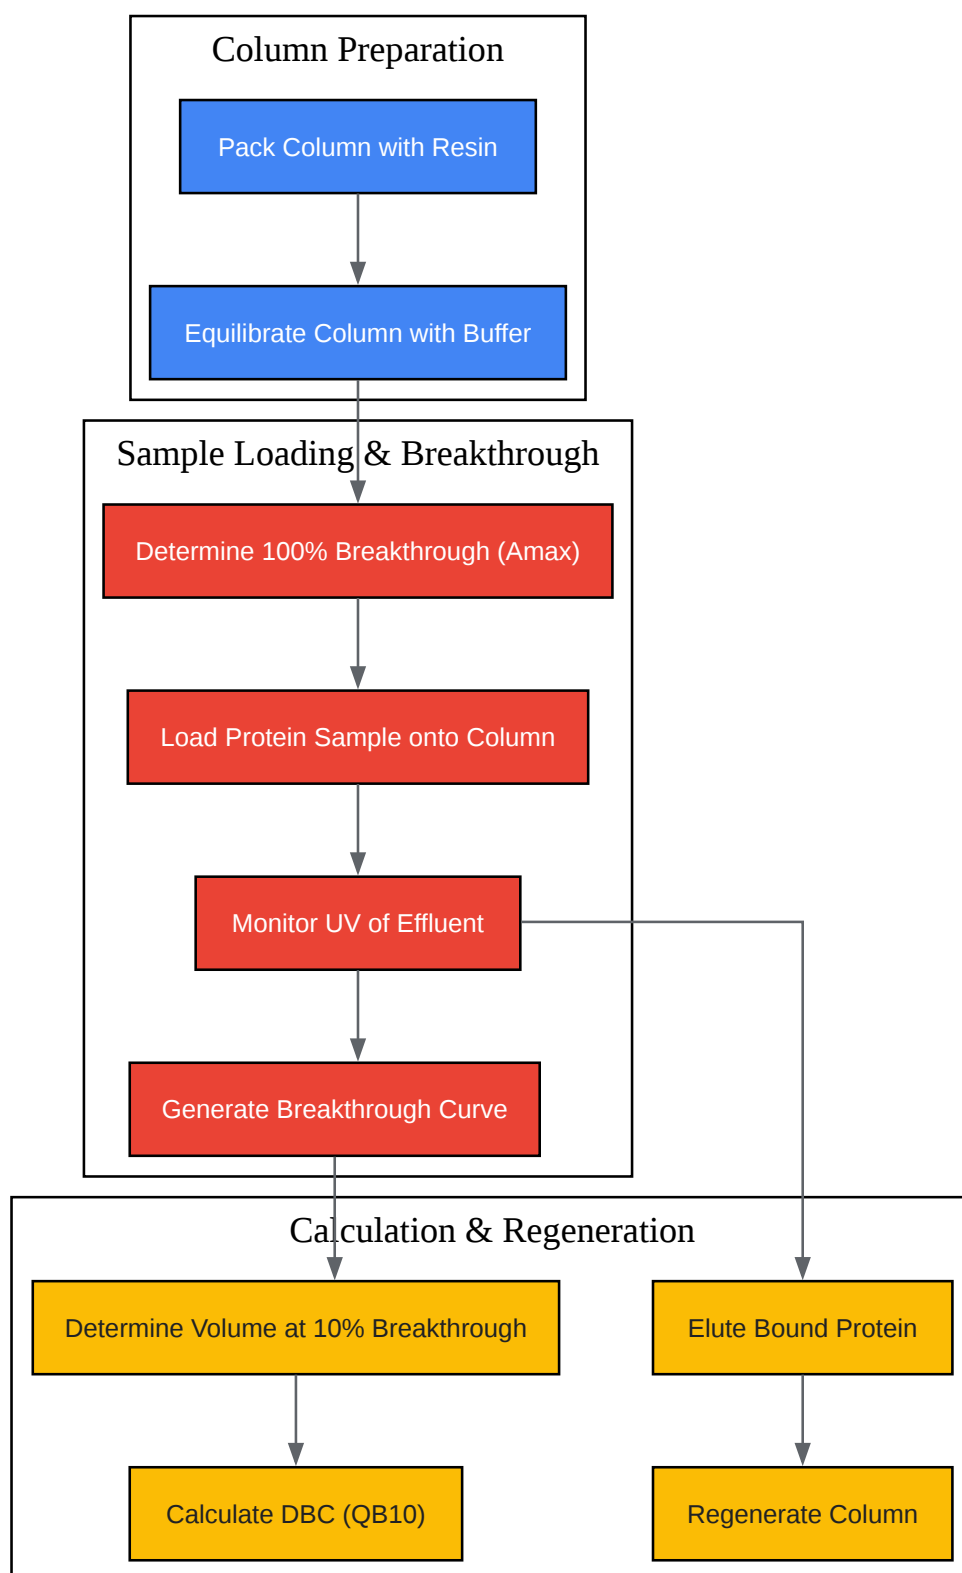 Column Preparation
Pack Column with Resin
Equilibrate Column with Buffer
Sample Loading & Breakthrough
Determine 100% Breakthrough (Amax)
Load Protein Sample onto Column
Monitor UV of Effluent
Generate Breakthrough Curve
Calculation & Regeneration
Determine Volume at 10% Breakthrough
Elute Bound Protein
Calculate DBC (QB10)
Regenerate Column